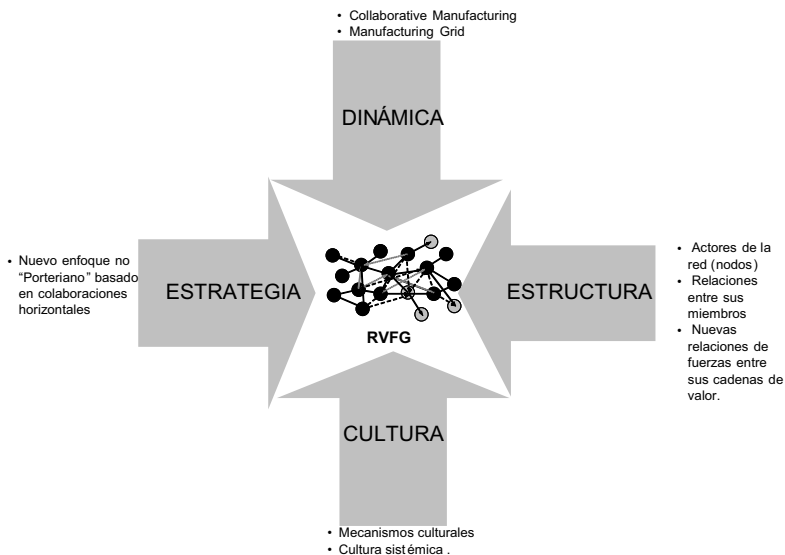 • Collaborative Manufacturing
• Manufacturing Grid
DINÁMICA
• Nuevo enfoque no
“Porteriano” basado
en colaboraciones
horizontales
ESTRATEGIA
RVFG
ESTRUCTURA
• Actores de la
red (nodos)
• Relaciones
entre sus
miembros
• Nuevas
relaciones de
fuerzas entre
sus cadenas de
valor.
CULTURA
• Mecanismos culturales
• Cultura sistémica .